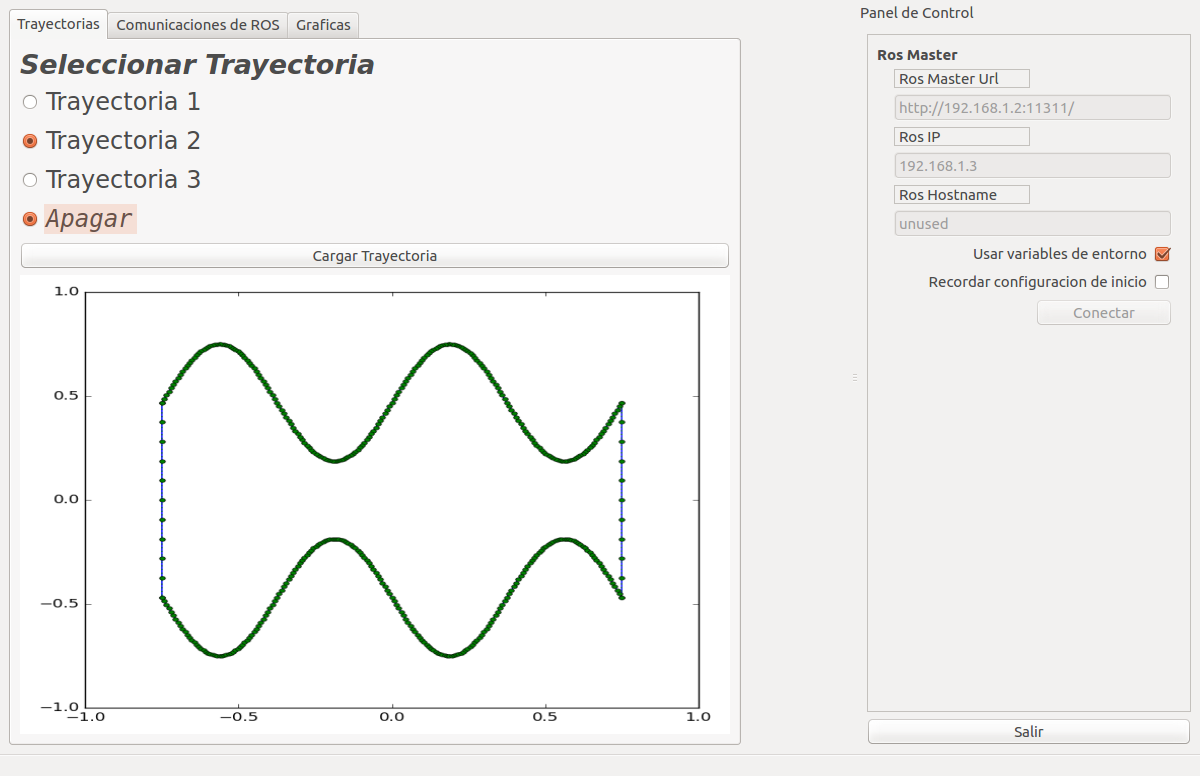 Trayectorias Comunicaciones de ROS Graficas
Seleccionar Trayectoria
Trayectoria 1
Trayectoria 2
Trayectoria 3
Apagar
Cargar Trayectoria
1.0
0.5
0.0
−0.5
−1.0
−1.0 −0.5 0.0 0.5 1.0
Panel de Control
Ros Master
Ros Master Url
http://192.168.1.2:11311/
Ros IP
192.168.1.3
Ros Hostname
unused
Usar variables de entorno
Recordar configuracion de inicio
Conectar
Salir